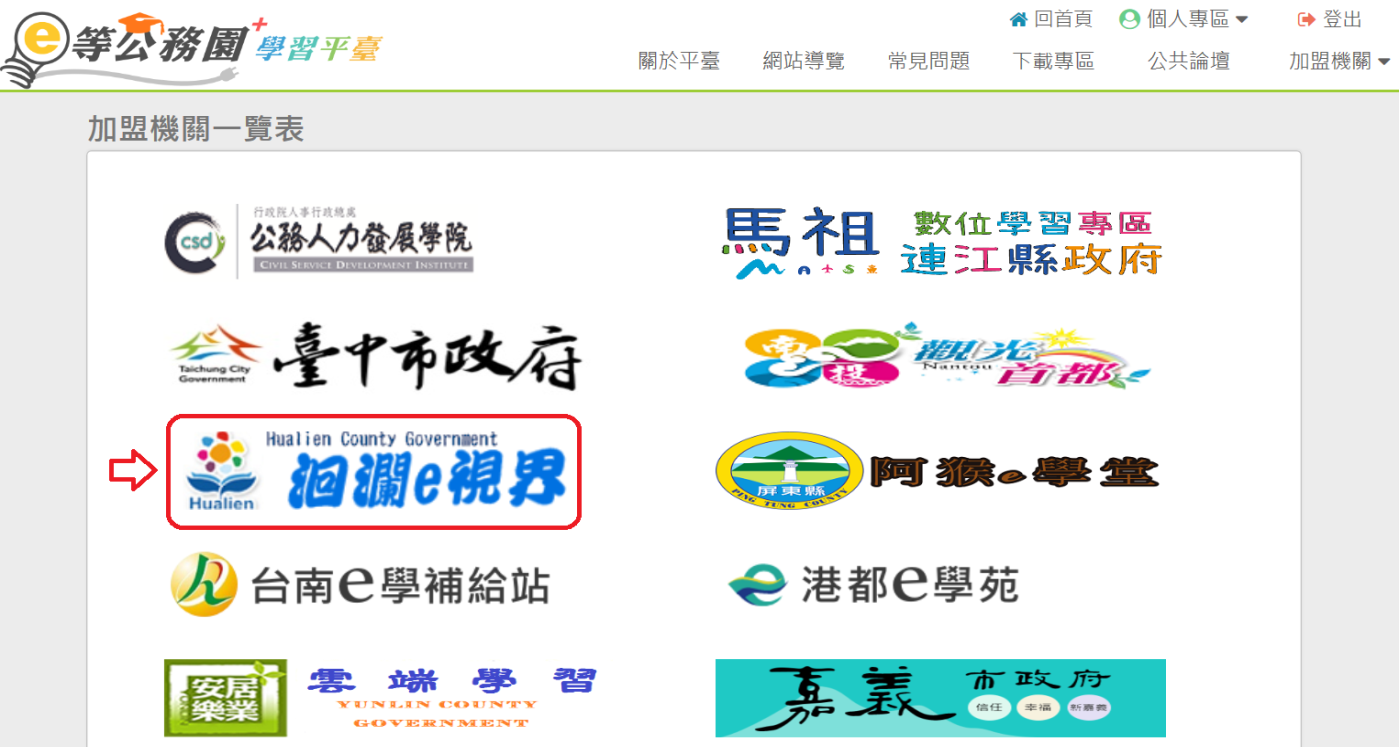 e等公務園+學習平臺
回首頁 個人專區 登出
關於平臺 網站導覽 常見問題 下載專區 公共論壇 加盟機關
加盟機關一覽表
csd
行政院人事行政總處
公務人力發展學院
CIVIL SERVICE DEVELOPMENT INSTITUTE
馬祖
Matsu
數位學習專區
連江縣政府
Taichung City
Government
臺中市政府
南投
觀光
Nantou
首都
Hualien
Hualien County Government
洄瀾e視界
屏東縣
PING TUNG COUNTY
阿猴e學堂
台南e學補給站
港都e學苑
安居
樂業
雲端學習
YUNLIN COUNTY
GOVERNMENT
嘉義市政府
信任 幸福 新嘉義